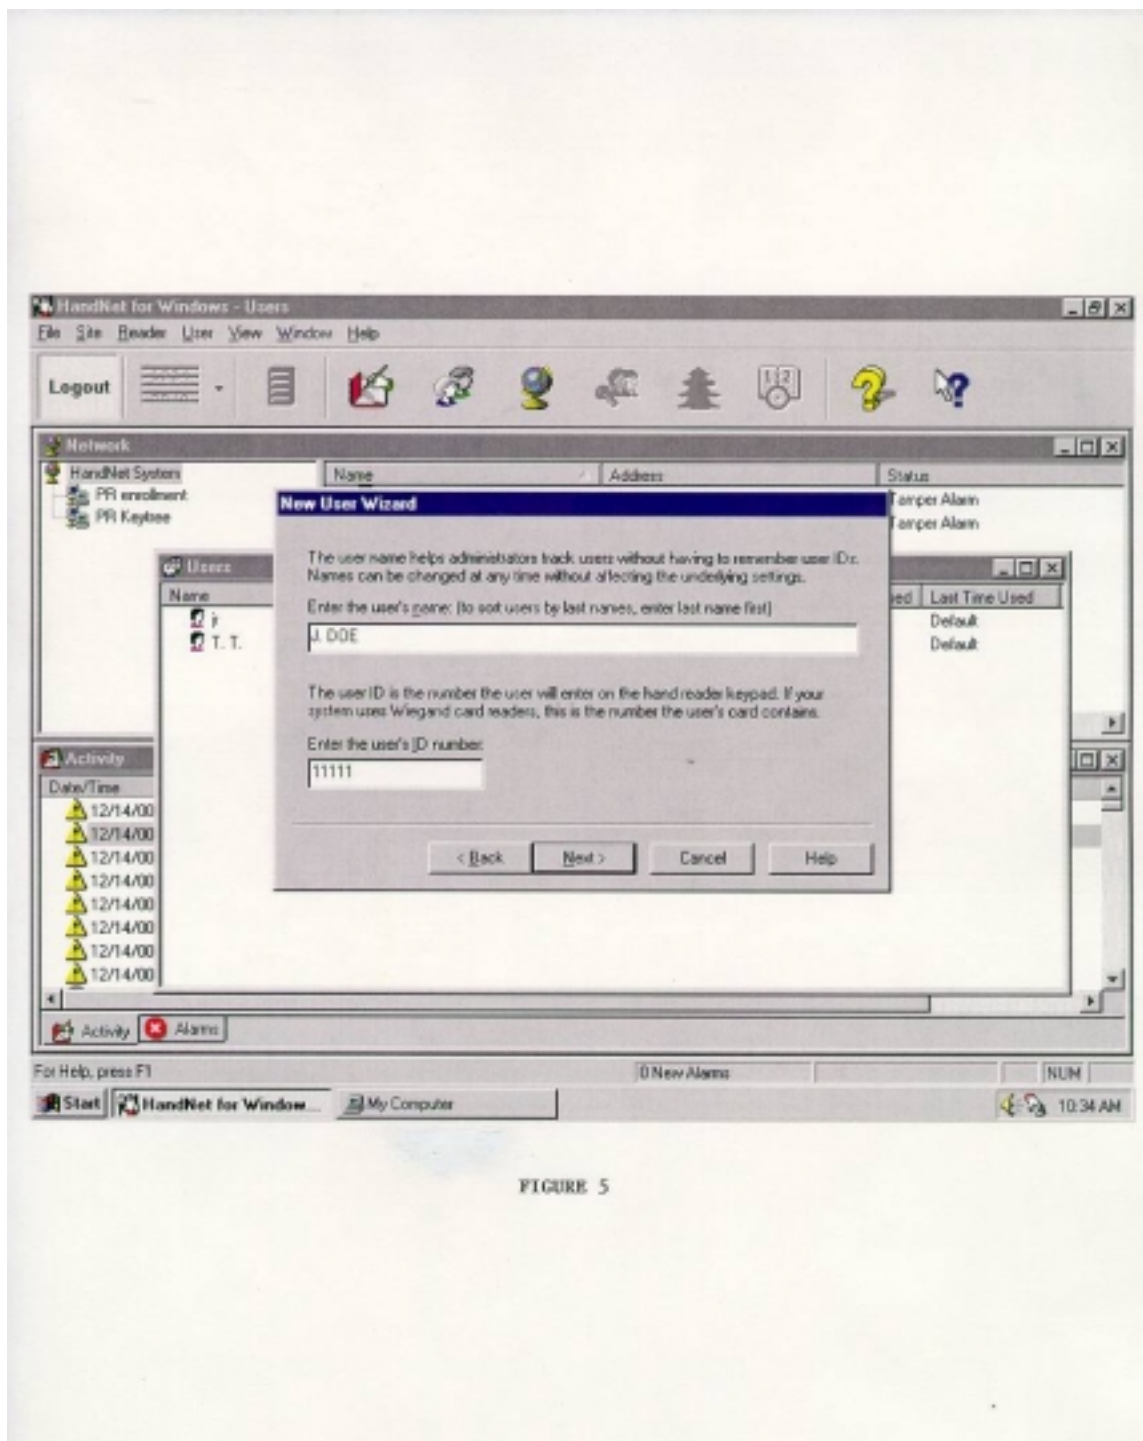 HandNet for Windows - Users
File Site Reader User View Window Help
Logout
Network
HandNet System
PR enrollment
PR Keytree
Name Address Status
Tamper Alarm
Tamper Alarm
Users
Name
jr
T. T.
Last Time Used
Default
Default
New User Wizard
The user name helps administrators track users without having to remember user IDs.
Names can be changed at any time without affecting the underlying settings.
Enter the user's name: (to sort users by last names, enter last name first)
J. DOE
The user ID is the number the user will enter on the hand reader keypad. If your
system uses Wiegand card readers, this is the number the user's card contains.
Enter the user's ID number:
11111
< Back Next > Cancel Help
Activity
Date/Time
12/14/00
12/14/00
12/14/00
12/14/00
12/14/00
12/14/00
12/14/00
12/14/00
Activity Alarms
For Help, press F1 0 New Alarms NUM
Start HandNet for Window... My Computer 10:34 AM
FIGURE 5